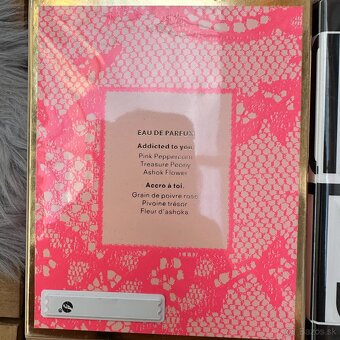 EAU DE PARFUM
Addicted to you.
Pink Peppercorn
Treasure Peony
Ashok Flower
Accro à toi.
Grain de poivre rose
Pivoine trésor
Fleur d'ashoka